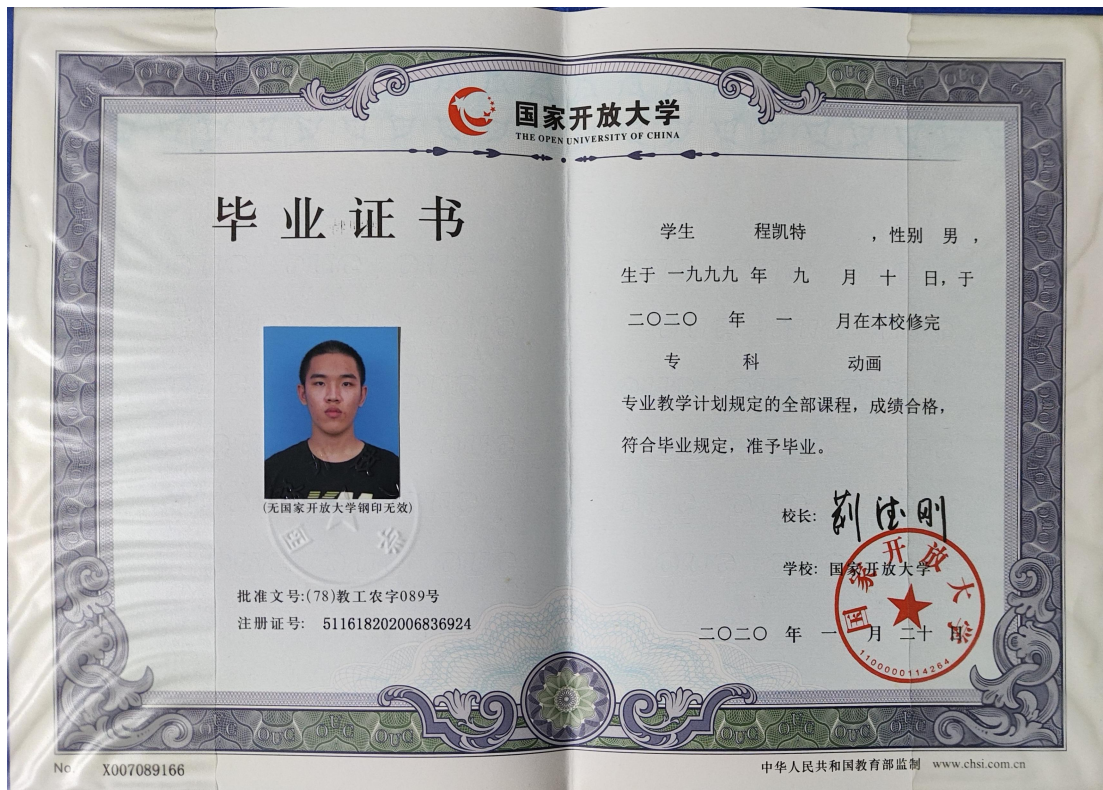 国家开放大学
THE OPEN UNIVERSITY OF CHINA
毕业证书
(无国家开放大学钢印无效)
批准文号:(78)教工农字089号
注册证号: 511618202006836924
No. X007089166
学生 程凯特 ，性别 男 ，
生于 一九九九 年 九 月 十 日，于
二〇二〇 年 一 月在本校修完
专 科 动画
专业教学计划规定的全部课程，成绩合格，
符合毕业规定，准予毕业。
校长: 荆德刚
学校: 国家开放大学
二〇二〇 年 一 月 二十 日
国家开放大学
1100000114264
中华人民共和国教育部监制 www.chsi.com.cn